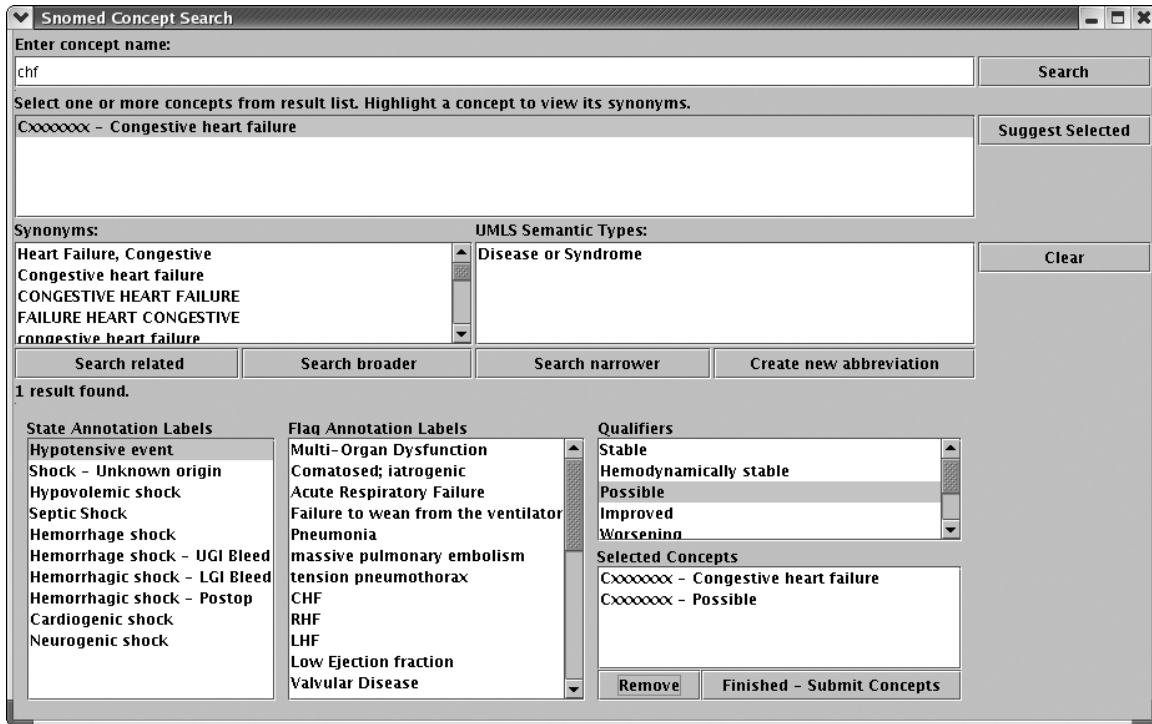 Snomed Concept Search
Enter concept name:
chf
Search
Select one or more concepts from result list. Highlight a concept to view its synonyms.
Cxxxxxxx - Congestive heart failure
Suggest Selected
Synonyms:
UMLS Semantic Types:
Heart Failure, Congestive
Congestive heart failure
CONGESTIVE HEART FAILURE
FAILURE HEART CONGESTIVE
congestive heart failure
Disease or Syndrome
Clear
Search related
Search broader
Search narrower
Create new abbreviation
1 result found.
State Annotation Labels
Hypotensive event
Shock - Unknown origin
Hypovolemic shock
Septic Shock
Hemorrhage shock
Hemorrhage shock - UGI Bleed
Hemorrhagic shock - LGI Bleed
Hemorrhagic shock - Postop
Cardiogenic shock
Neurogenic shock
Flag Annotation Labels
Multi-Organ Dysfunction
Comatosed; iatrogenic
Acute Respiratory Failure
Failure to wean from the ventilator
Pneumonia
massive pulmonary embolism
tension pneumothorax
CHF
RHF
LHF
Low Ejection fraction
Valvular Disease
Qualifiers
Stable
Hemodynamically stable
Possible
Improved
Worsening
Selected Concepts
Cxxxxxxx - Congestive heart failure
Cxxxxxxx - Possible
Remove
Finished - Submit Concepts